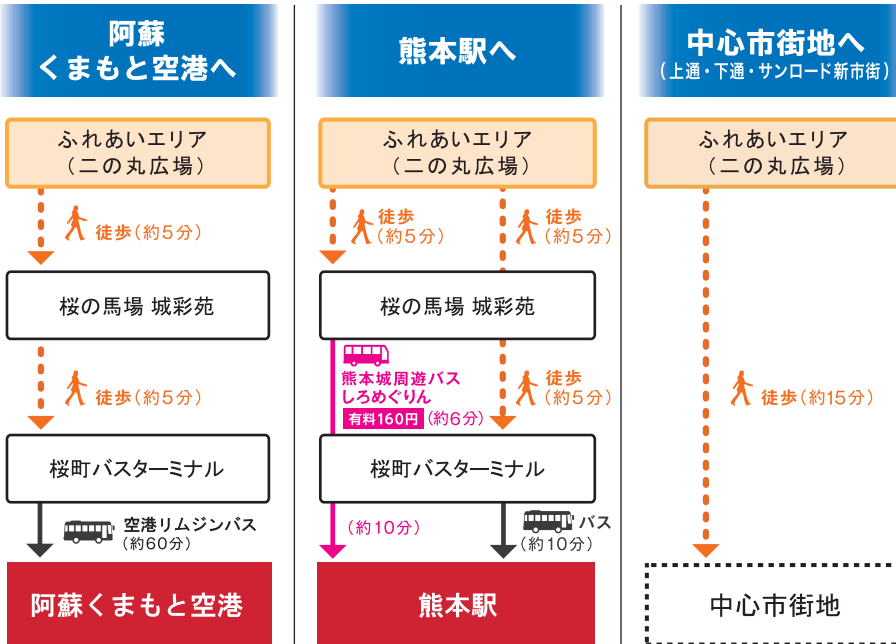 阿蘇
くまもと空港へ
ふれあいエリア
(二の丸広場)
徒歩(約5分)
桜の馬場 城彩苑
徒歩(約5分)
桜町バスターミナル
空港リムジンバス
(約60分)
阿蘇くまもと空港
熊本駅へ
ふれあいエリア
(二の丸広場)
徒歩
(約5分)
徒歩
(約5分)
桜の馬場 城彩苑
熊本城周遊バス
しろめぐりん
有料160円 (約6分)
徒歩
(約5分)
桜町バスターミナル
(約10分)
バス
(約10分)
熊本駅
中心市街地へ
(上通・下通・サンロード新市街)
ふれあいエリア
(二の丸広場)
徒歩(約15分)
中心市街地